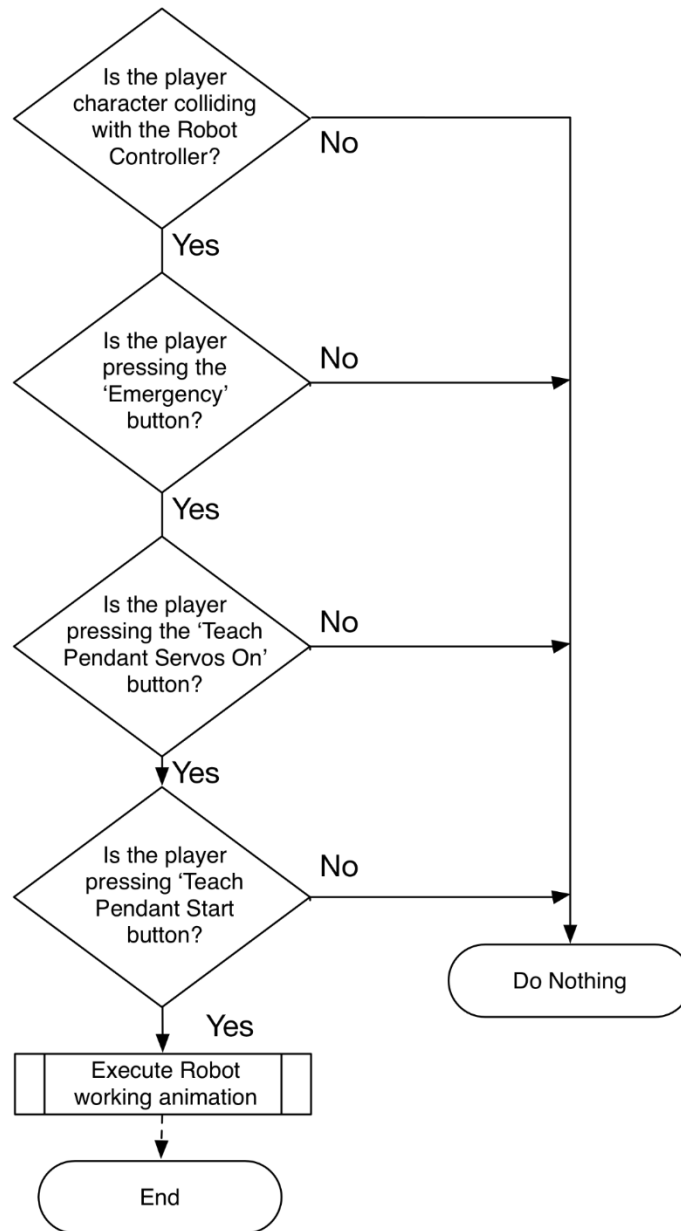 Is the player
character colliding
with the Robot
Controller?
No
Yes
Is the player
pressing the
‘Emergency’
button?
No
Yes
Is the player
pressing the ‘Teach
Pendant Servos On’
button?
No
Yes
Is the player
pressing ‘Teach
Pendant Start
button?
No
Do Nothing
Yes
Execute Robot
working animation
End